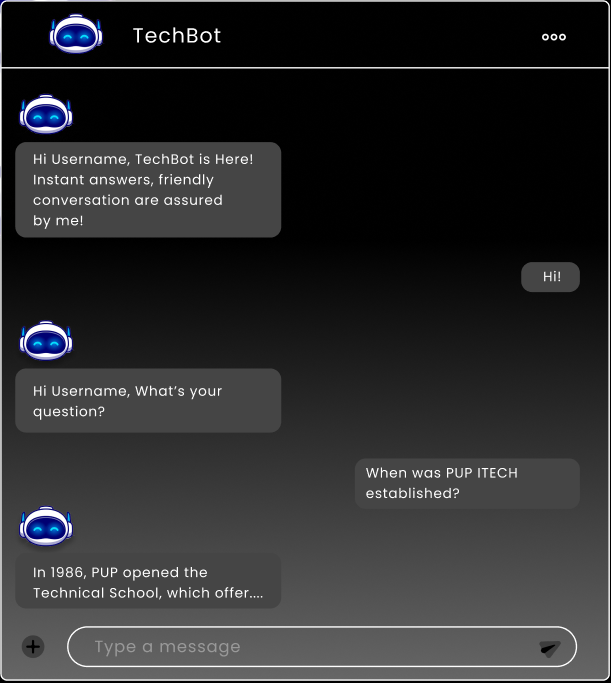 TechBot
Hi Username, TechBot is Here!
Instant answers, friendly
conversation are assured
by me!
Hi!
Hi Username, What’s your
question?
When was PUP ITECH
established?
In 1986, PUP opened the
Technical School, which offer....
Type a message